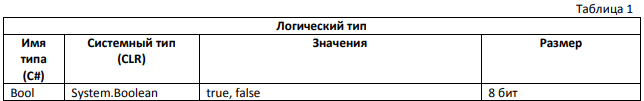 Таблица 1
Логический тип
Имя типа (C#) Системный тип (CLR) Значения Размер
Bool System.Boolean true, false 8 бит